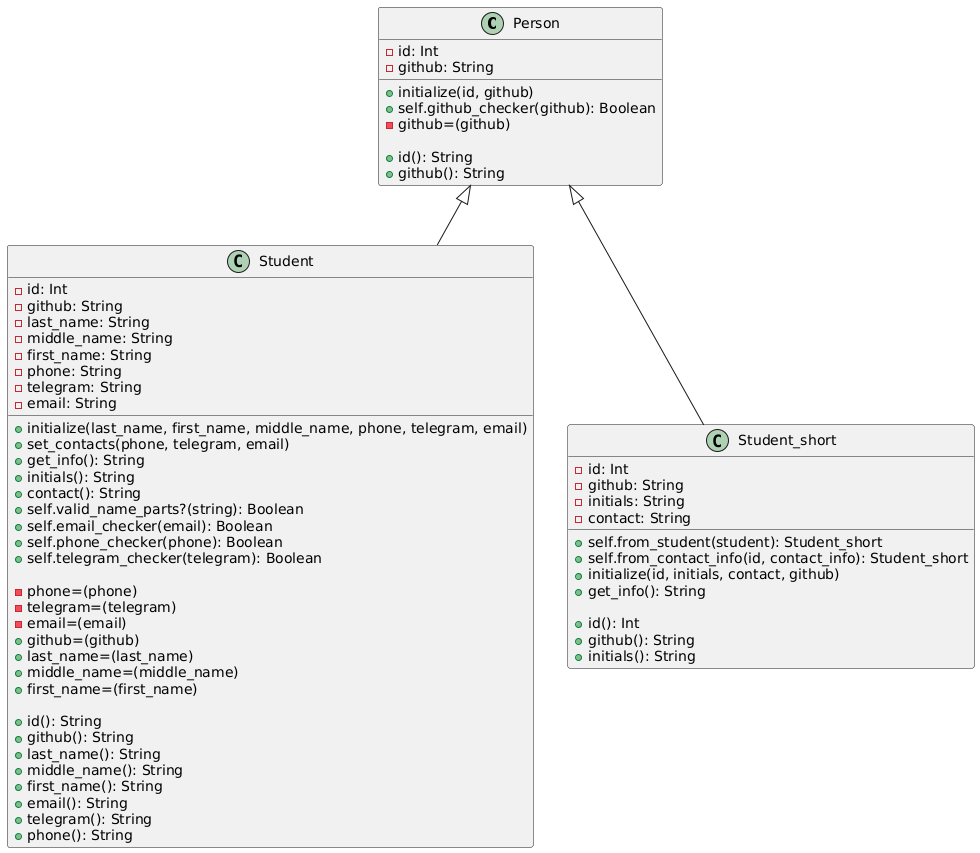 C Person
id: Int
github: String
initialize(id, github)
self.github_checker(github): Boolean
github=(github)
id(): String
github(): String
C Student
id: Int
github: String
last_name: String
middle_name: String
first_name: String
phone: String
telegram: String
email: String
initialize(last_name, first_name, middle_name, phone, telegram, email)
set_contacts(phone, telegram, email)
get_info(): String
initials(): String
contact(): String
self.valid_name_parts?(string): Boolean
self.email_checker(email): Boolean
self.phone_checker(phone): Boolean
self.telegram_checker(telegram): Boolean
phone=(phone)
telegram=(telegram)
email=(email)
github=(github)
last_name=(last_name)
middle_name=(middle_name)
first_name=(first_name)
id(): String
github(): String
last_name(): String
middle_name(): String
first_name(): String
email(): String
telegram(): String
phone(): String
C Student_short
id: Int
github: String
initials: String
contact: String
self.from_student(student): Student_short
self.from_contact_info(id, contact_info): Student_short
initialize(id, initials, contact, github)
get_info(): String
id(): Int
github(): String
initials(): String